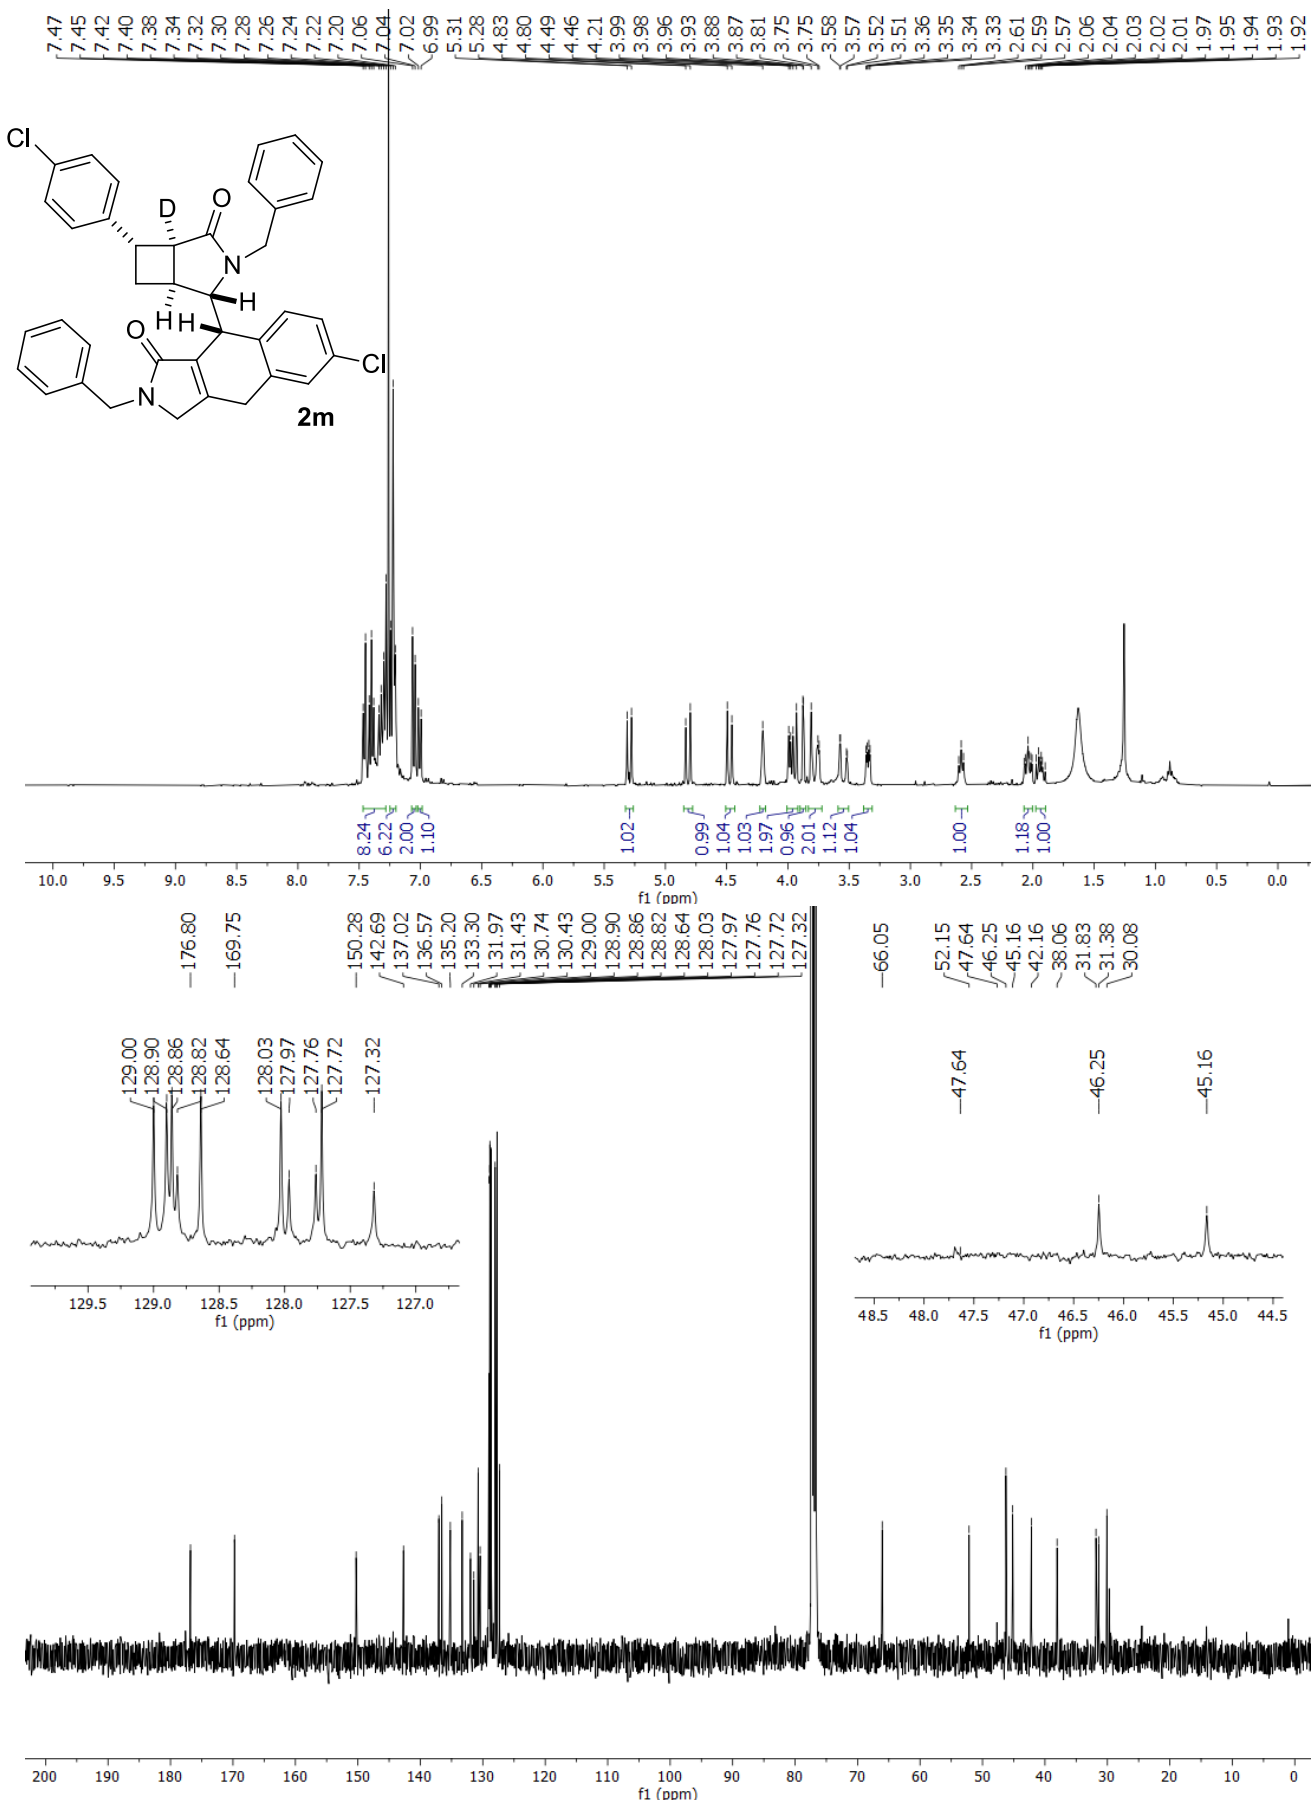 7.47 7.45 7.42 7.40 7.38 7.34 7.32 7.30 7.28 7.26 7.24 7.22 7.20 7.06 7.04 7.02 6.99 5.31 5.28 4.83 4.80 4.49 4.46 4.21 3.99 3.98 3.96 3.93 3.88 3.87 3.81 3.75 3.75 3.58 3.57 3.52 3.51 3.36 3.35 3.34 3.33 2.61 2.59 2.57 2.06 2.04 2.03 2.02 2.01 1.97 1.95 1.94 1.93 1.92
Cl
D
O
N
H
H
H
O
Cl
N
2m
8.24 6.22 2.00 1.10 1.02 0.99 1.04 1.03 1.97 0.96 2.01 1.12 1.04 1.00 1.18 1.00
10.0 9.5 9.0 8.5 8.0 7.5 7.0 6.5 6.0 5.5 5.0 4.5 4.0 3.5 3.0 2.5 2.0 1.5 1.0 0.5 0.0
f1 (ppm)
176.80 169.75 150.28 142.69 137.02 136.57 135.20 133.30 131.97 131.43 130.74 130.43 129.00 128.90 128.86 128.82 128.64 128.03 127.97 127.76 127.72 127.32 66.05 52.15 47.64 46.25 45.16 42.16 38.06 31.83 31.38 30.08
129.00 128.90 128.86 128.82 128.64 128.03 127.97 127.76 127.72 127.32
129.5 129.0 128.5 128.0 127.5 127.0
f1 (ppm)
47.64 46.25 45.16
48.5 48.0 47.5 47.0 46.5 46.0 45.5 45.0 44.5
f1 (ppm)
200 190 180 170 160 150 140 130 120 110 100 90 80 70 60 50 40 30 20 10 0
f1 (ppm)